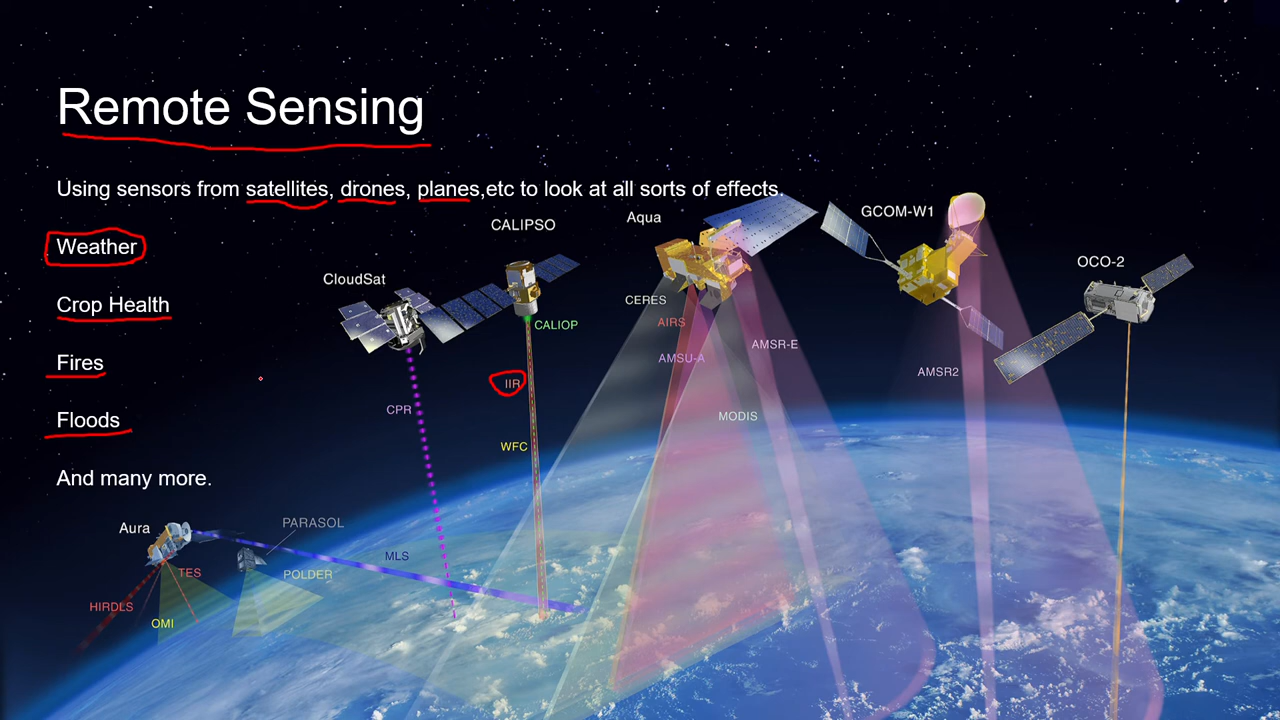 Remote Sensing
Using sensors from satellites, drones, planes,etc to look at all sorts of effects.
Weather
Crop Health
Fires
Floods
And many more.
CloudSat
CPR
CALIPSO
CALIOP
IIR
WFC
Aqua
CERES
AIRS
AMSU-A
AMSR-E
MODIS
GCOM-W1
AMSR2
OCO-2
Aura
TES
HIRDLS
OMI
MLS
PARASOL
POLDER